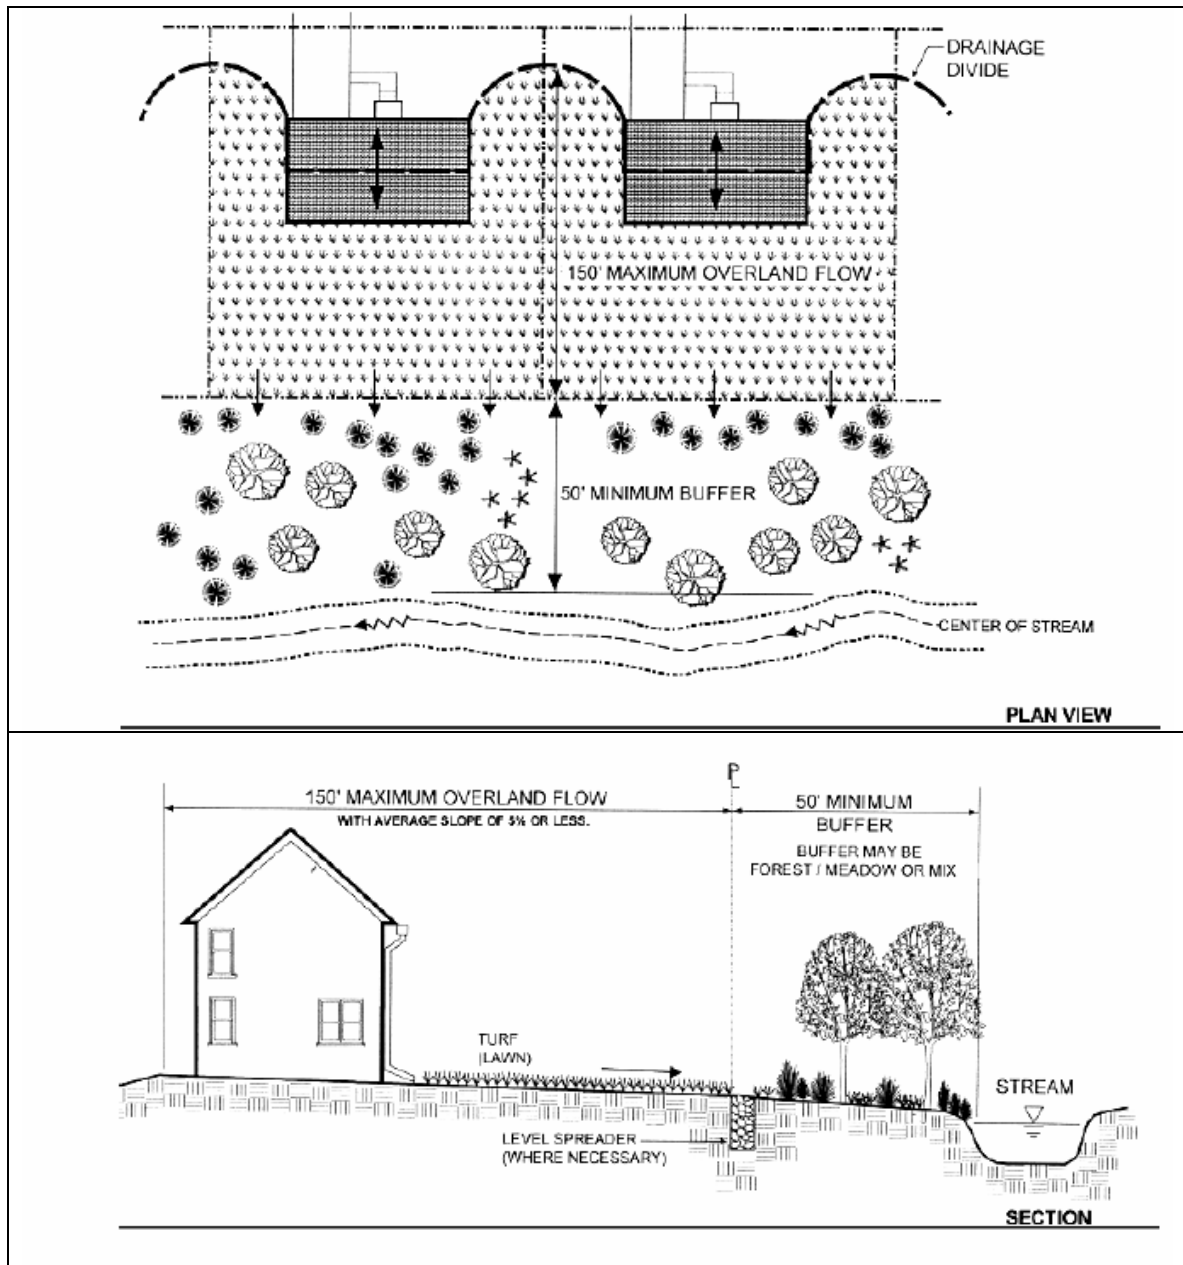 DRAINAGE
DIVIDE
150' MAXIMUM OVERLAND FLOW
50' MINIMUM BUFFER
CENTER OF STREAM
PLAN VIEW
PL
150' MAXIMUM OVERLAND FLOW
WITH AVERAGE SLOPE OF 5% OR LESS.
50' MINIMUM
BUFFER
BUFFER MAY BE
FOREST / MEADOW OR MIX
TURF
(LAWN)
STREAM
LEVEL SPREADER
(WHERE NECESSARY)
SECTION